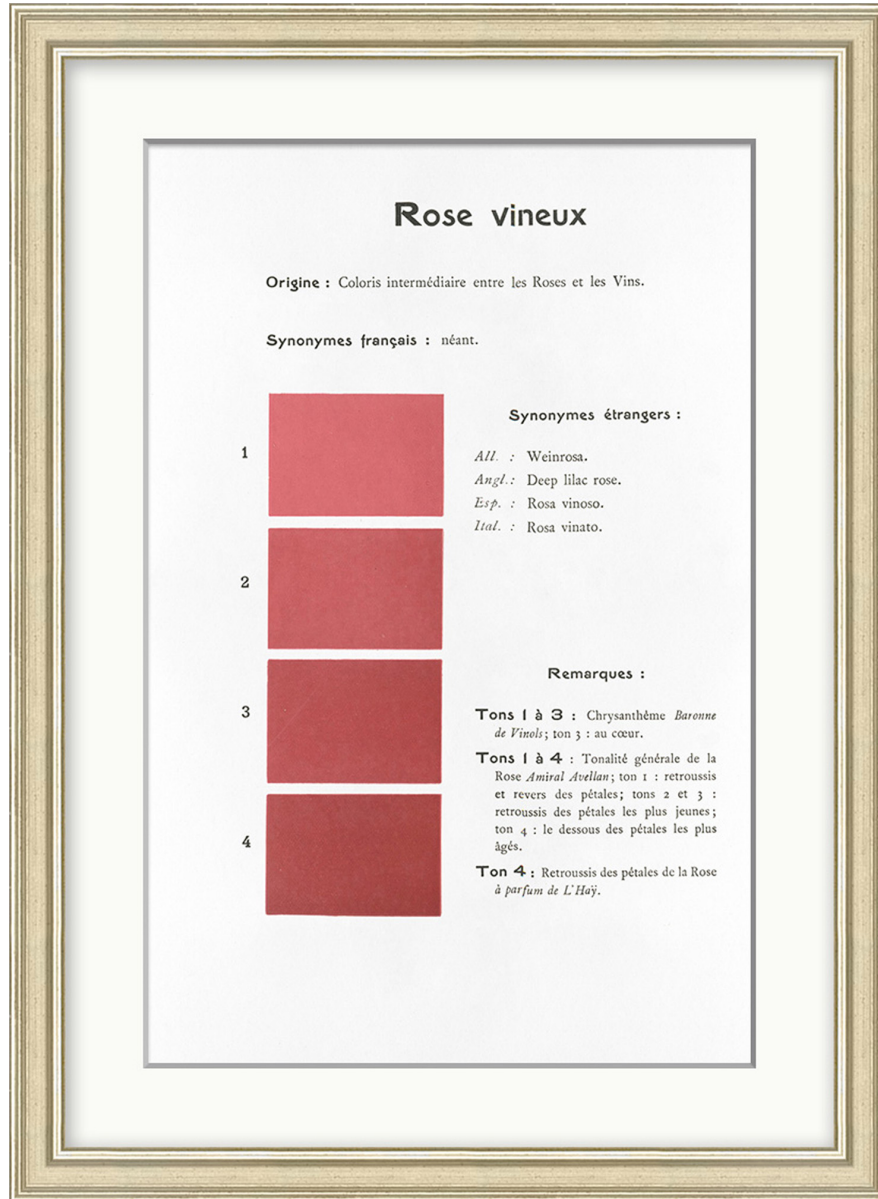 Rose vineux
Origine : Coloris intermédiaire entre les Roses et les Vins.
Synonymes français : néant.
1
2
3
4
Synonymes étrangers :
All. : Weinrosa.
Angl. : Deep lilac rose.
Esp. : Rosa vinoso.
Ital. : Rosa vinato.
Remarques :
Tons 1 à 3 : Chrysanthême Baronne
de Vinols; ton 3 : au cœur.
Tons 1 à 4 : Tonalité générale de la
Rose Amiral Avellan; ton 1 : retroussis
et revers des pétales; tons 2 et 3 :
retroussis des pétales les plus jeunes;
ton 4 : le dessous des pétales les plus
âgés.
Ton 4 : Retroussis des pétales de la Rose
à parfum de L'Haÿ.